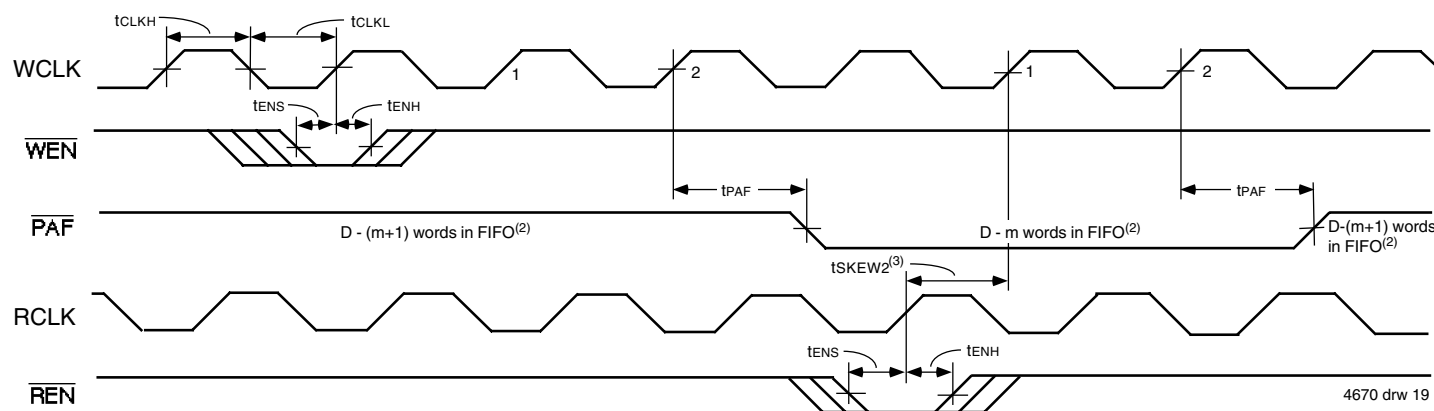 tCLKH
tCLKL
WCLK
1
2
1
2
tENS
tENH
WEN
tPAF
tPAF
PAF
D - (m+1) words in FIFO(2)
D - m words in FIFO(2)
D-(m+1) words
in FIFO(2)
tSKEW2(3)
RCLK
tENS
tENH
REN
4670 drw 19